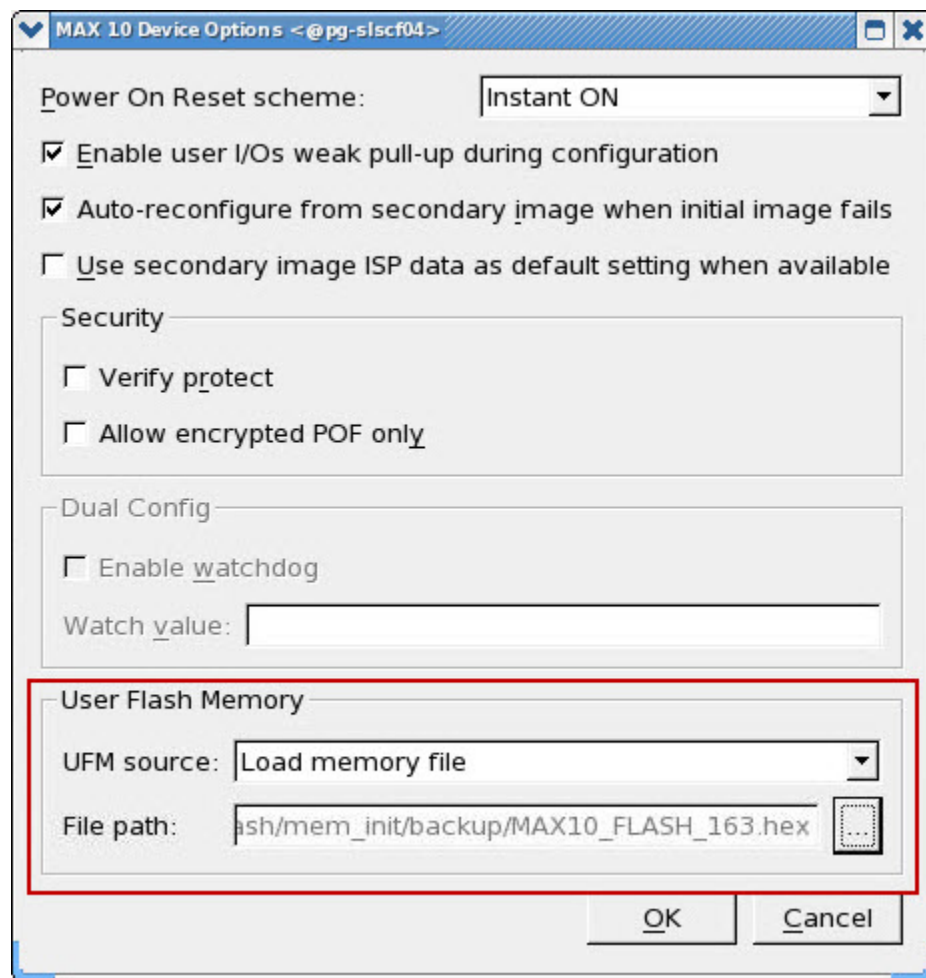 MAX 10 Device Options <@pg-slscf04>
Power On Reset scheme: Instant ON
Enable user I/Os weak pull-up during configuration
Auto-reconfigure from secondary image when initial image fails
Use secondary image ISP data as default setting when available
Security
Verify protect
Allow encrypted POF only
Dual Config
Enable watchdog
Watch value:
User Flash Memory
UFM source: Load memory file
File path: ash/mem_init/backup/MAX10_FLASH_163.hex ...
OK Cancel